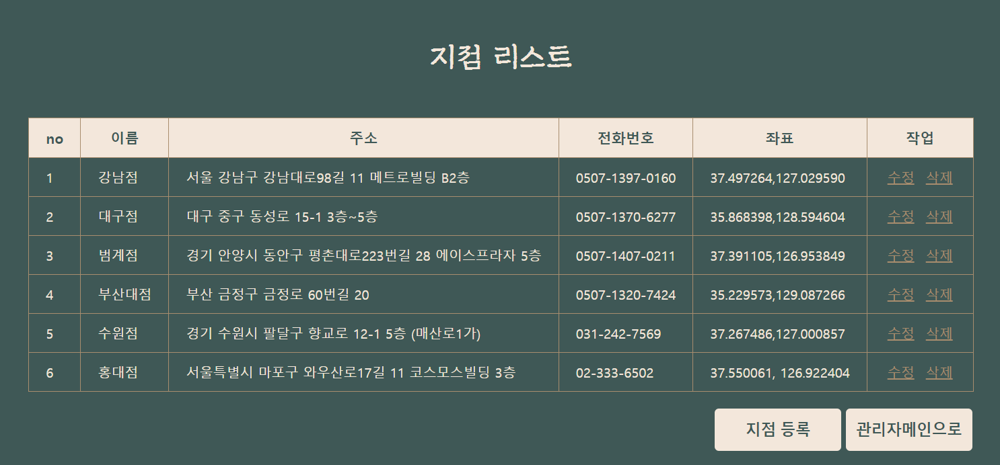 지점 리스트
no 이름 주소 전화번호 좌표 작업
1 강남점 서울 강남구 강남대로98길 11 메트로빌딩 B2층 0507-1397-0160 37.497264,127.029590 수정 삭제
2 대구점 대구 중구 동성로 15-1 3층~5층 0507-1370-6277 35.868398,128.594604 수정 삭제
3 범계점 경기 안양시 동안구 평촌대로223번길 28 에이스프라자 5층 0507-1407-0211 37.391105,126.953849 수정 삭제
4 부산대점 부산 금정구 금정로 60번길 20 0507-1320-7424 35.229573,129.087266 수정 삭제
5 수원점 경기 수원시 팔달구 향교로 12-1 5층 (매산로1가) 031-242-7569 37.267486,127.000857 수정 삭제
6 홍대점 서울특별시 마포구 와우산로17길 11 코스모스빌딩 3층 02-333-6502 37.550061, 126.922404 수정 삭제
지점 등록 관리자메인으로